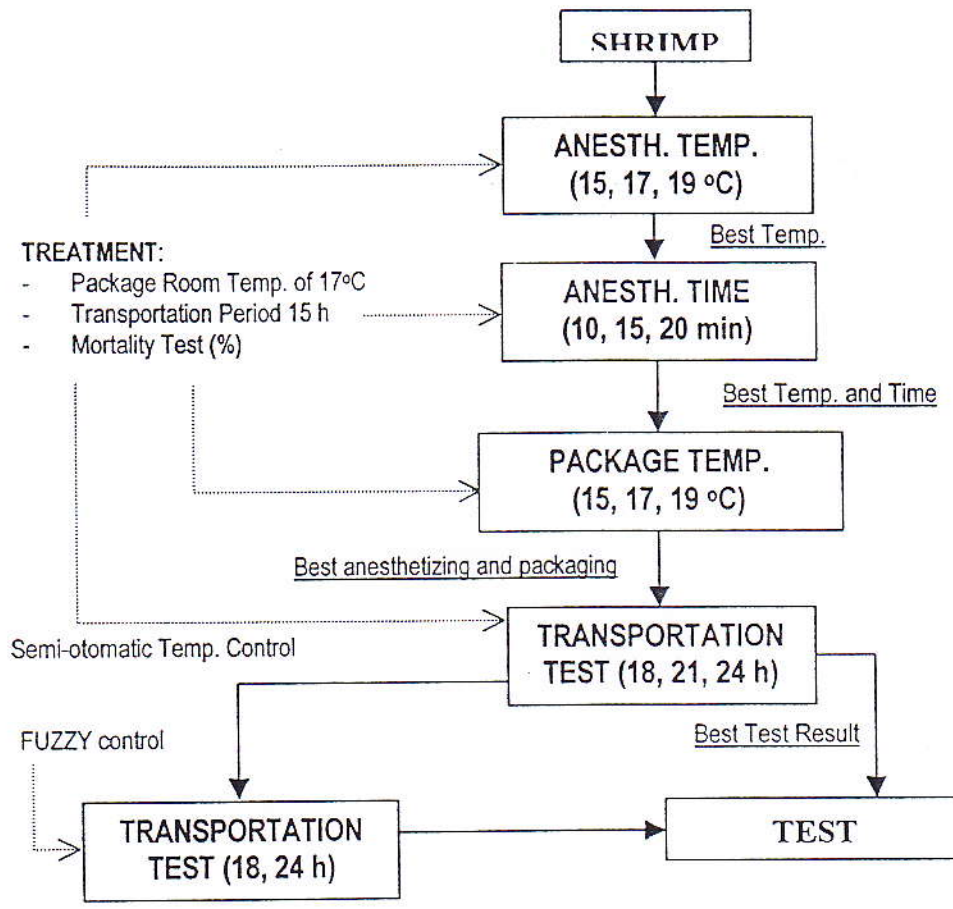 SHRIMP
ANESTH. TEMP.
(15, 17, 19 ºC)
Best Temp.
TREATMENT:
- Package Room Temp. of 17ºC
- Transportation Period 15 h
- Mortality Test (%)
ANESTH. TIME
(10, 15, 20 min)
Best Temp. and Time
PACKAGE TEMP.
(15, 17, 19 ºC)
Best anesthetizing and packaging
TRANSPORTATION
TEST (18, 21, 24 h)
Semi-otomatic Temp. Control
Best Test Result
FUZZY control
TRANSPORTATION
TEST (18, 24 h)
TEST